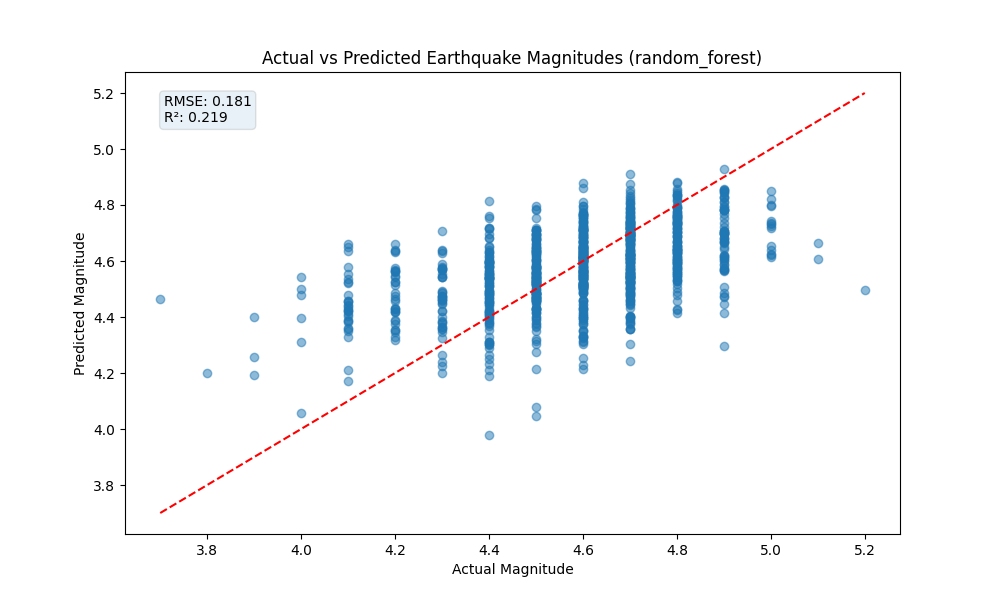 Actual vs Predicted Earthquake Magnitudes (random_forest)
RMSE: 0.181
R²: 0.219
Predicted Magnitude
5.2
5.0
4.8
4.6
4.4
4.2
4.0
3.8
3.8 4.0 4.2 4.4 4.6 4.8 5.0 5.2
Actual Magnitude